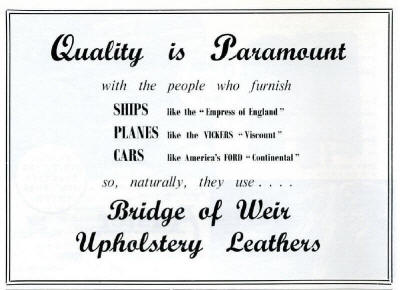 Quality is Paramount
with the people who furnish
SHIPS like the "Empress of England"
PLANES like the VICKERS "Viscount"
CARS like America's FORD "Continental"
so, naturally, they use . . . .
Bridge of Weir
Upholstery Leathers